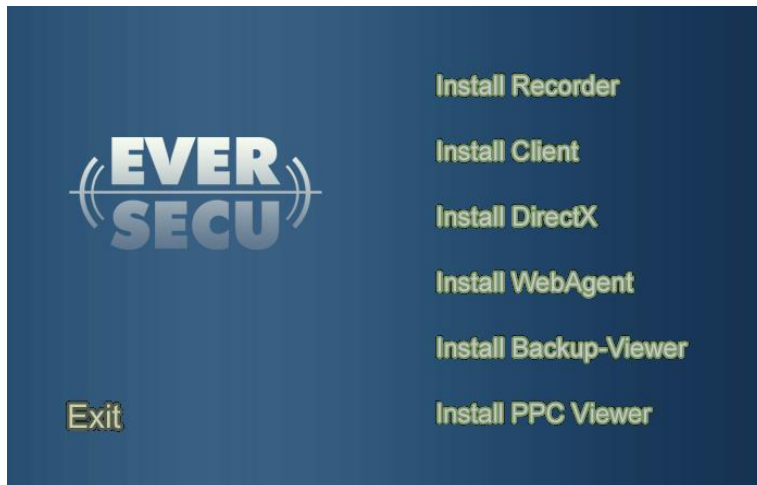 EVER
SECU
Install Recorder
Install Client
Install DirectX
Install WebAgent
Install Backup-Viewer
Install PPC Viewer
Exit